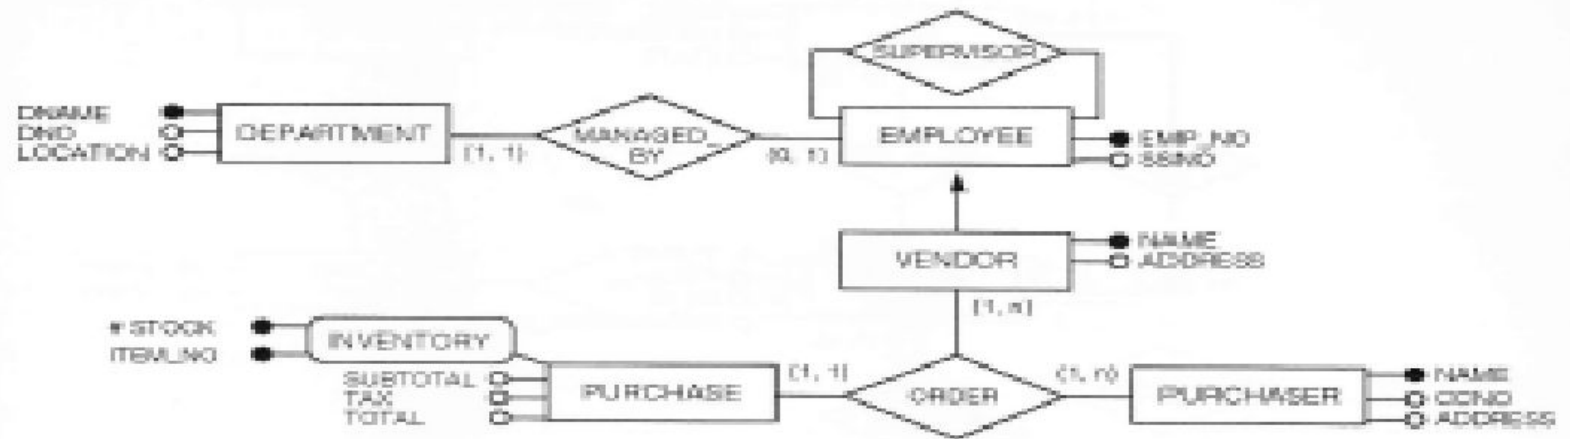 SUPERVISOR
DNAME
DNO
LOCATION
DEPARTMENT
(1, 1)
MANAGED_
BY
(0, 1)
EMPLOYEE
EMP_NO
SSNO
VENDOR
NAME
ADDRESS
(1, n)
# STOCK
ITEM_NO
INVENTORY
SUBTOTAL
TAX
TOTAL
PURCHASE
(1, 1)
ORDER
(1, n)
PURCHASER
NAME
ADDRESS